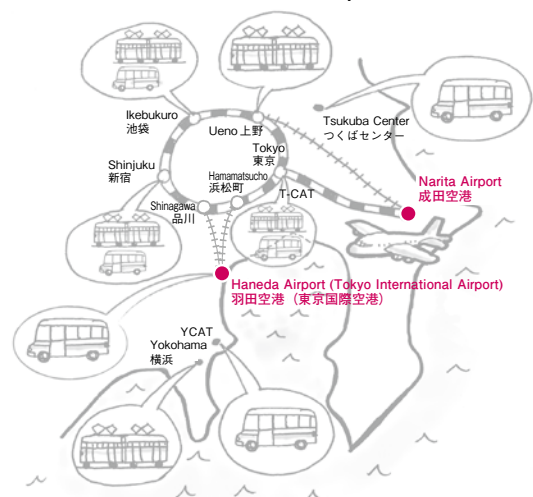 Ikebukuro
池袋
Ueno 上野
Tsukuba Center
つくばセンター
Tokyo
東京
Shinjuku
新宿
Hamamatsucho
浜松町
T-CAT
Shinagawa
品川
Narita Airport
成田空港
Haneda Airport (Tokyo International Airport)
羽田空港（東京国際空港）
YCAT
Yokohama
横浜